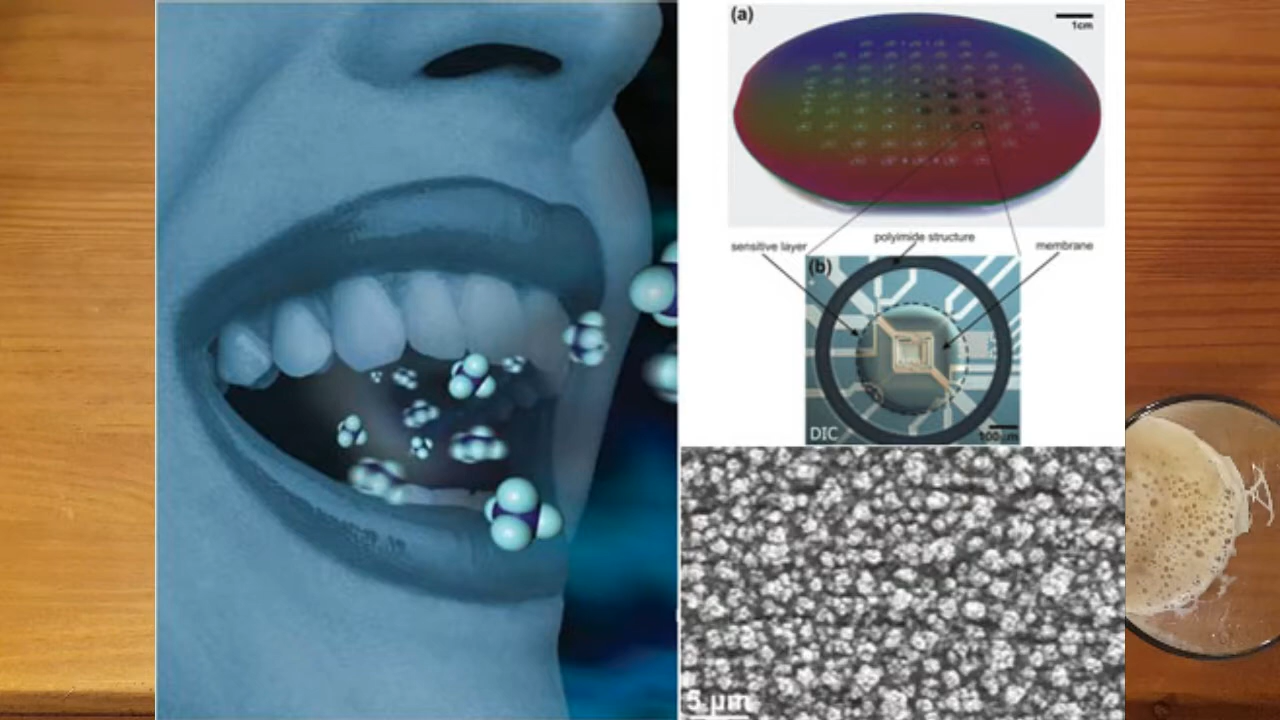 (a)
1cm
sensitive layer
polyimide structure
membrane
(b)
DIC
100 µm
5 µm